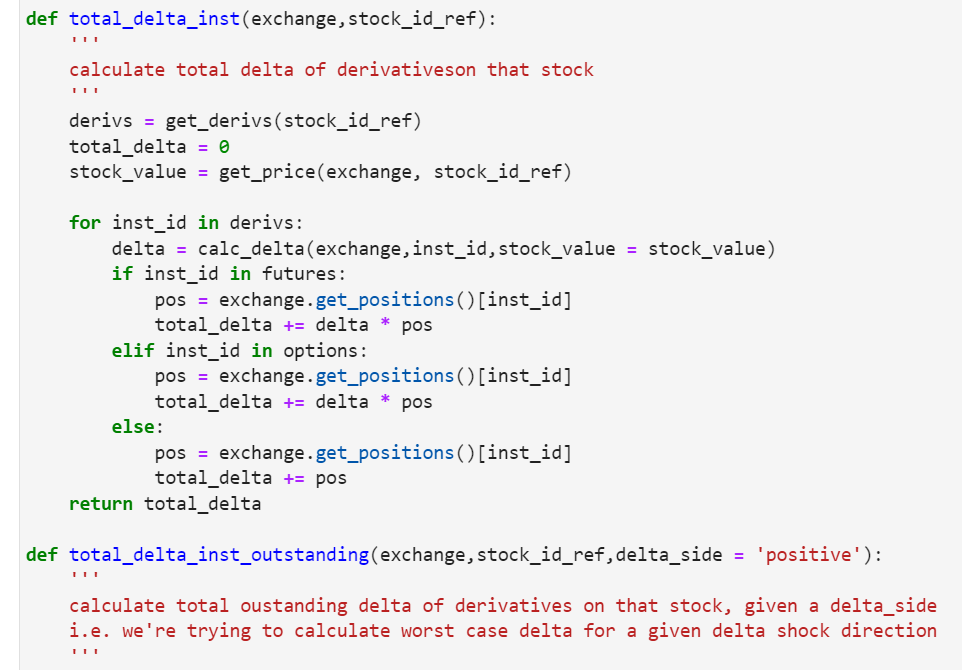 def total_delta_inst(exchange,stock_id_ref):
    '''
    calculate total delta of derivativeson that stock
    '''
    derivs = get_derivs(stock_id_ref)
    total_delta = 0
    stock_value = get_price(exchange, stock_id_ref)

    for inst_id in derivs:
        delta = calc_delta(exchange,inst_id,stock_value = stock_value)
        if inst_id in futures:
            pos = exchange.get_positions()[inst_id]
            total_delta += delta * pos
        elif inst_id in options:
            pos = exchange.get_positions()[inst_id]
            total_delta += delta * pos
        else:
            pos = exchange.get_positions()[inst_id]
            total_delta += pos
    return total_delta

def total_delta_inst_outstanding(exchange,stock_id_ref,delta_side = 'positive'):
    '''
    calculate total oustanding delta of derivatives on that stock, given a delta_side
    i.e. we're trying to calculate worst case delta for a given delta shock direction
    '''